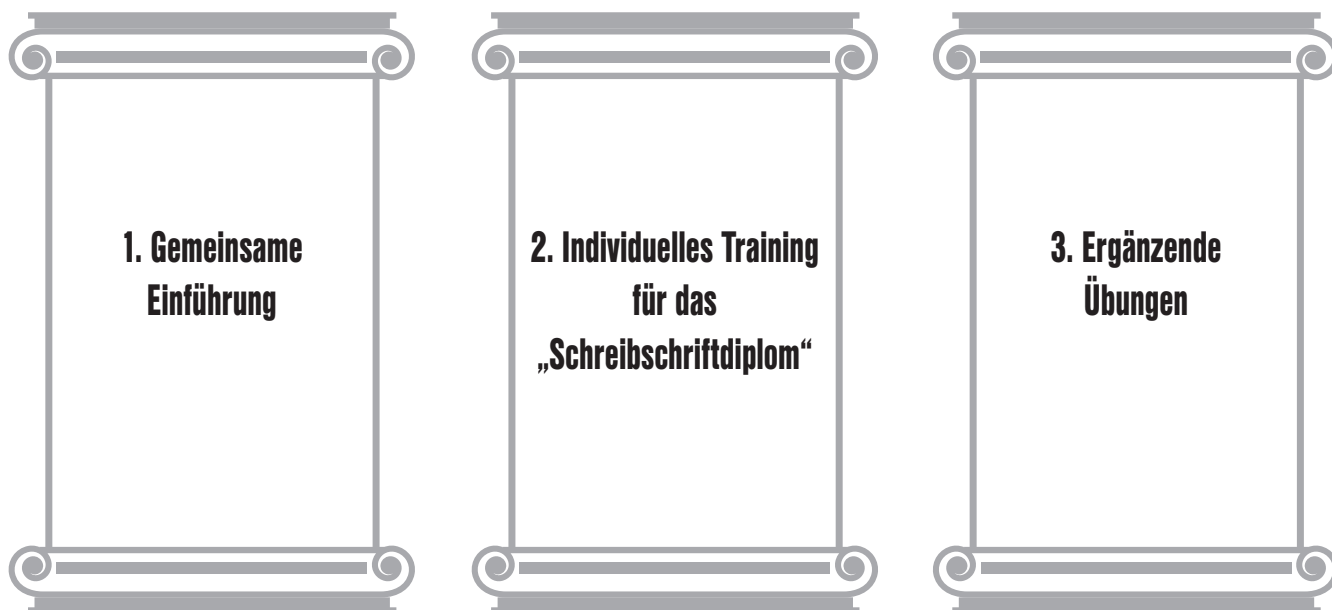 1. Gemeinsame
Einführung
2. Individuelles Training
für das
„Schreibschriftdiplom“
3. Ergänzende
Übungen